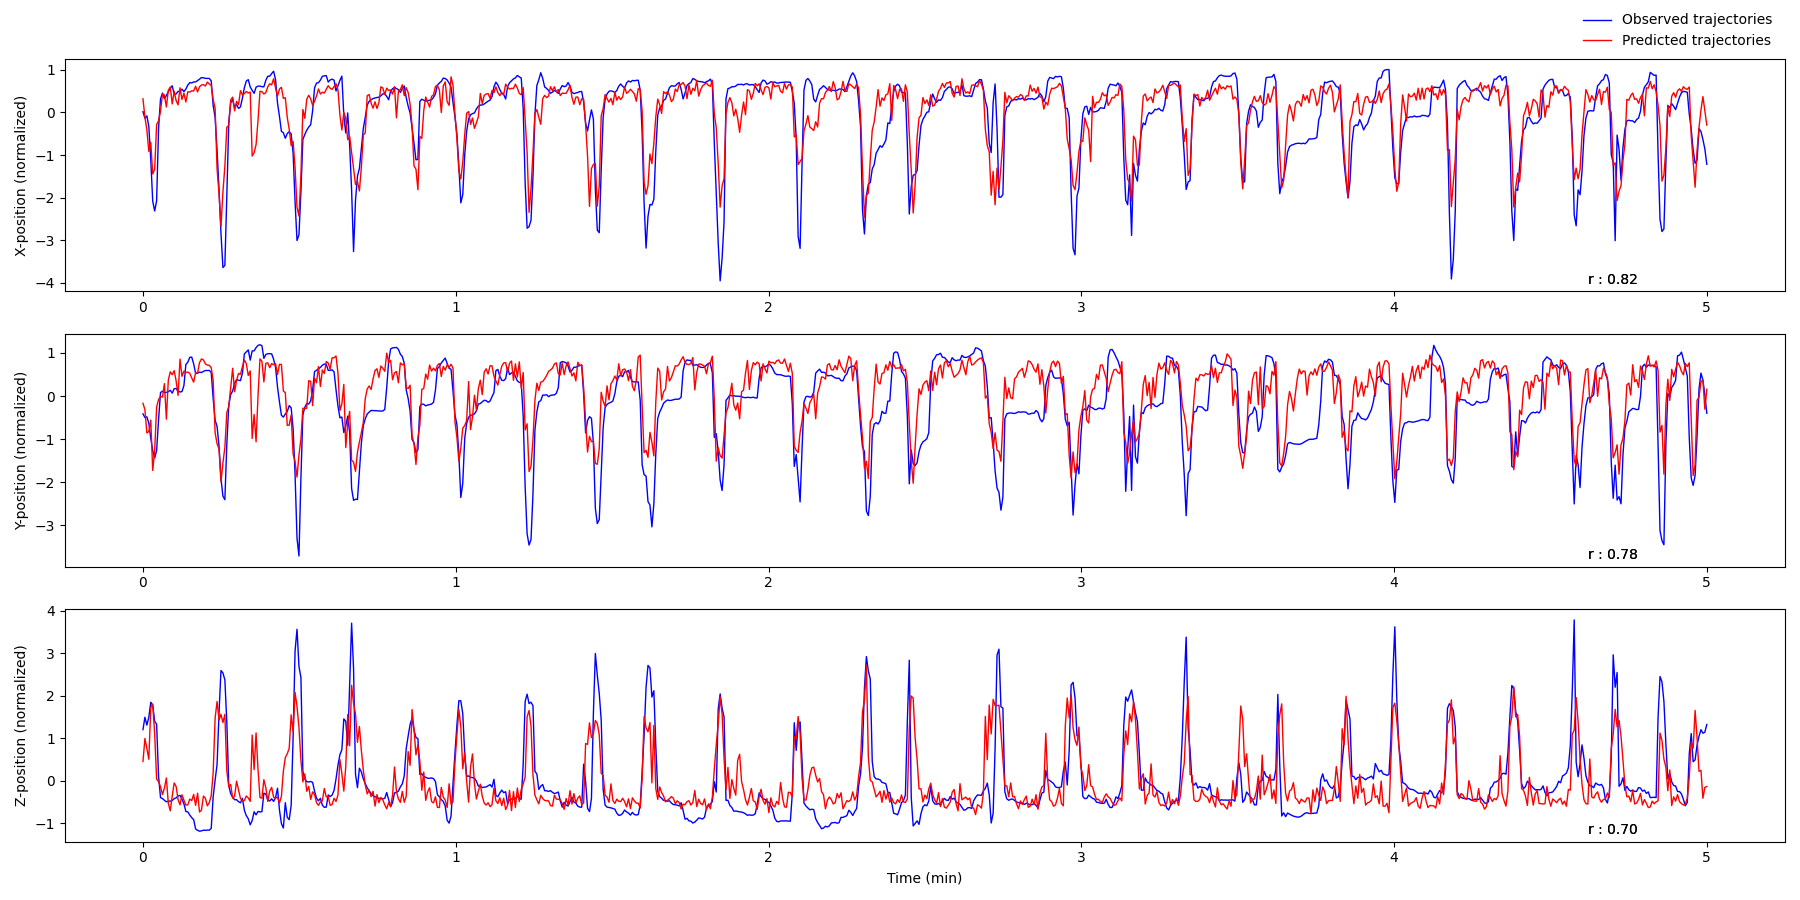 Observed trajectories
Predicted trajectories
X-position (normalized)
1
0
−1
−2
−3
−4
r : 0.82
0 1 2 3 4 5
Y-position (normalized)
1
0
−1
−2
−3
r : 0.78
0 1 2 3 4 5
Z-position (normalized)
4
3
2
1
0
−1
r : 0.70
0 1 2 3 4 5
Time (min)